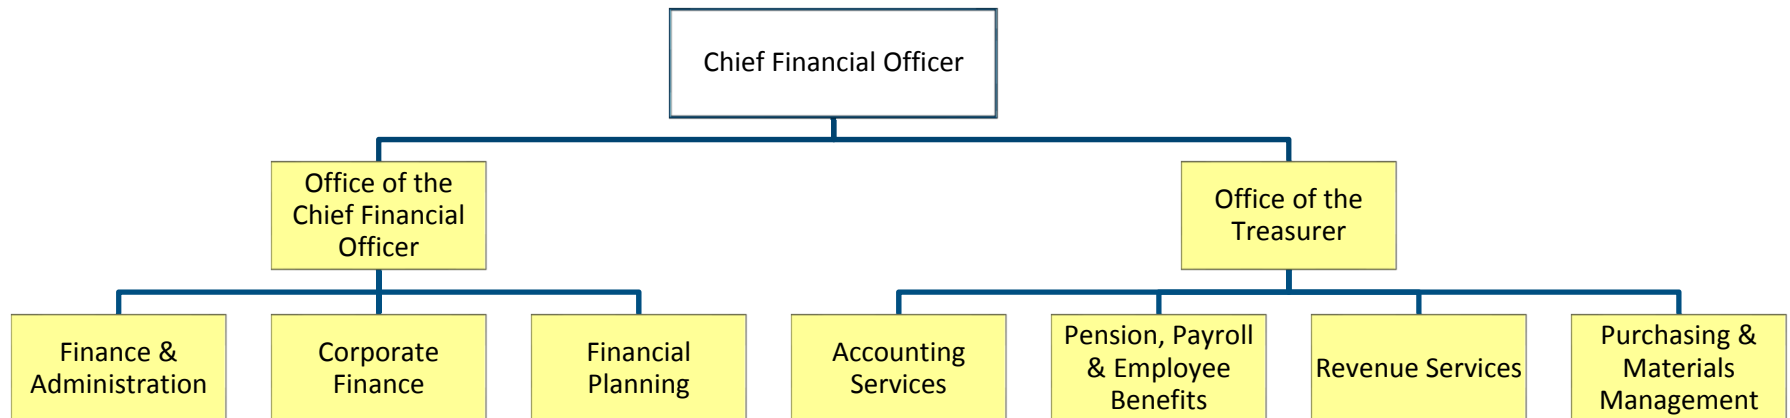 Chief Financial Officer
Office of the
Chief Financial
Officer
Office of the
Treasurer
Finance &
Administration
Corporate
Finance
Financial
Planning
Accounting
Services
Pension, Payroll
& Employee
Benefits
Revenue Services
Purchasing &
Materials
Management